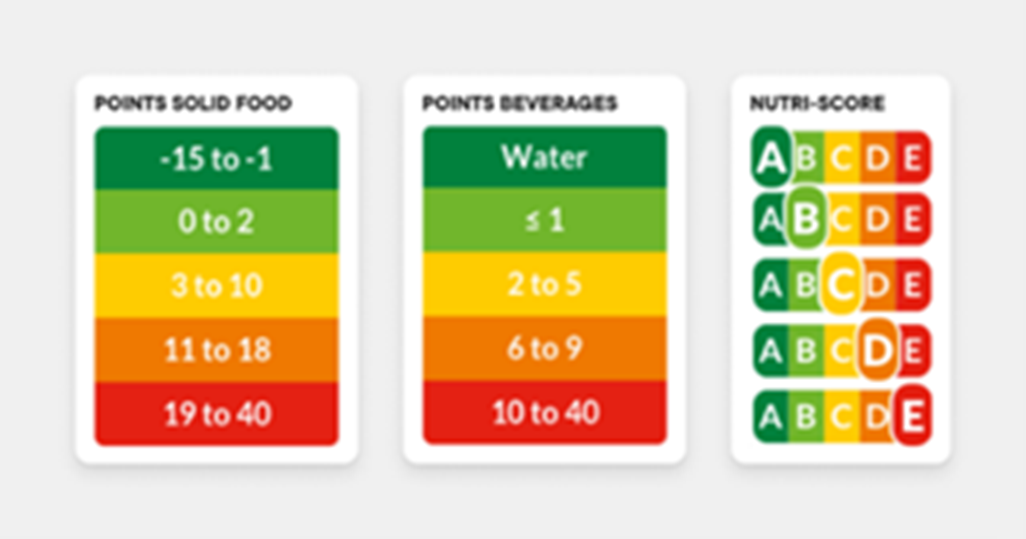 POINTS SOLID FOOD
-15 to -1
0 to 2
3 to 10
11 to 18
19 to 40
POINTS BEVERAGES
Water
≤ 1
2 to 5
6 to 9
10 to 40
NUTRI-SCORE
A B C D E
A B C D E
A B C D E
A B C D E
A B C D E